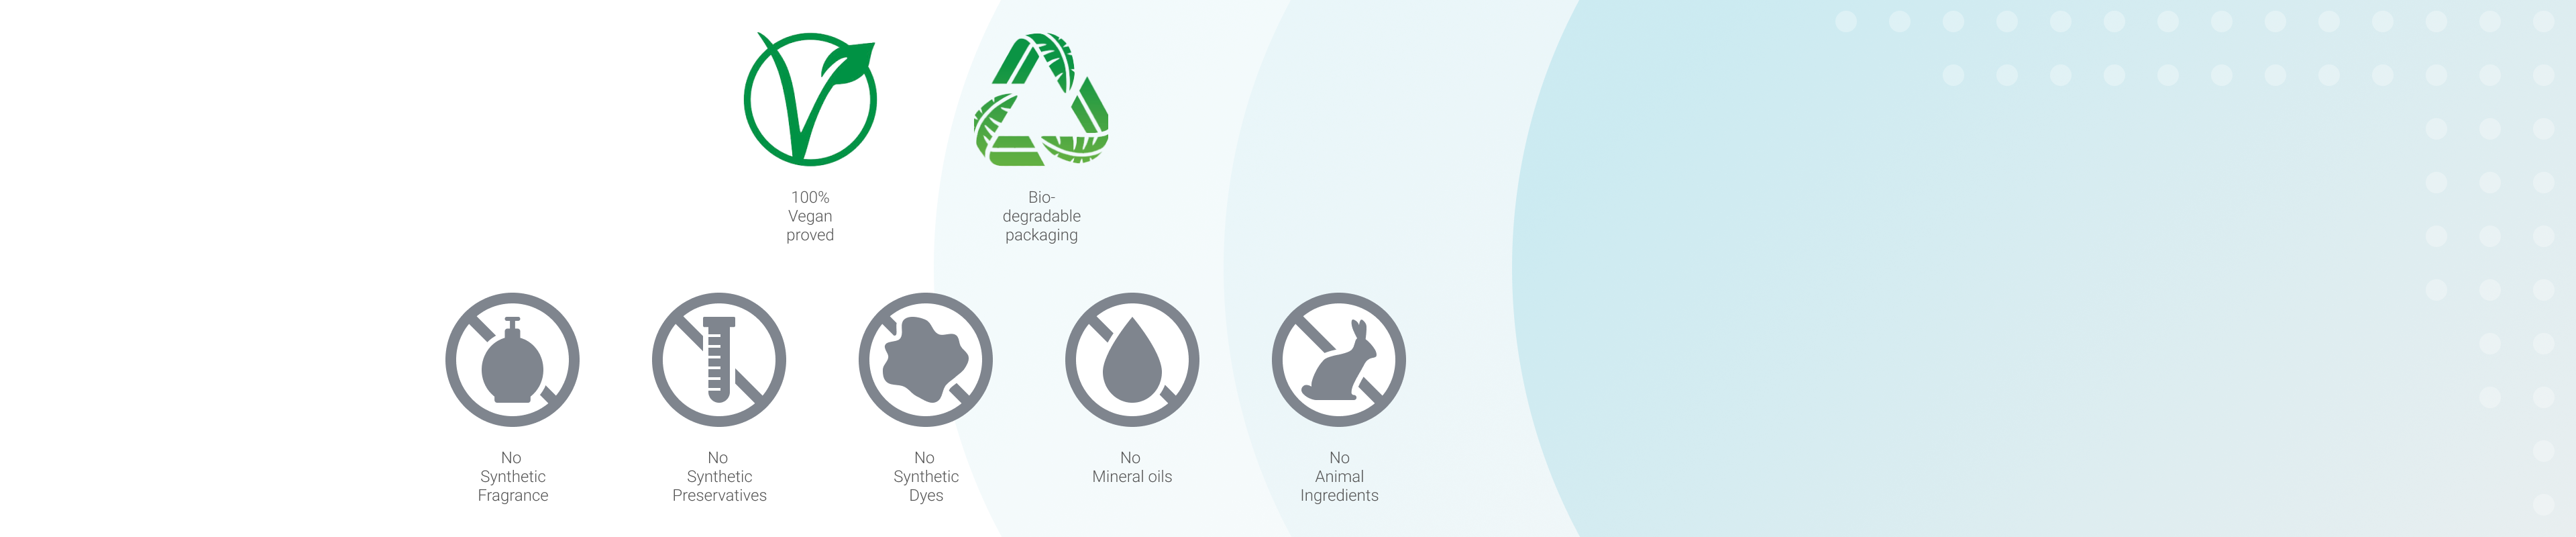 100%
Vegan
proved
Bio-
degradable
packaging
No
Synthetic
Fragrance
No
Synthetic
Preservatives
No
Synthetic
Dyes
No
Mineral oils
No
Animal
Ingredients